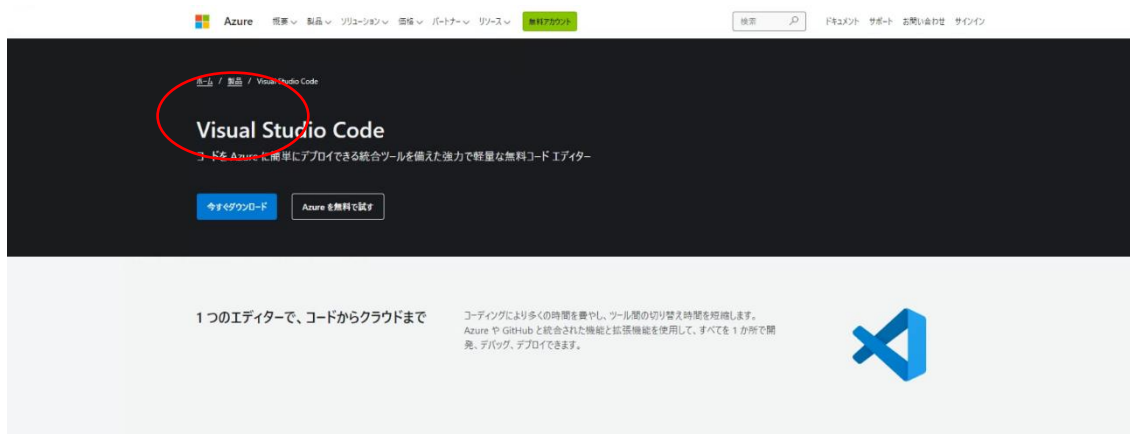 Azure 概要 製品 ソリューション 価格 パートナー リソース 無料アカウント 検索 ドキュメント サポート お問い合わせ サインイン
ホーム / 製品 / Visual Studio Code
Visual Studio Code
コードを Azure に簡単にデプロイできる統合ツールを備えた強力で軽量な無料コード エディター
今すぐダウンロード Azure を無料で試す
1 つのエディターで、コードからクラウドまで
コーディングにより多くの時間を費やし、ツール間の切り替え時間を短縮します。
Azure や GitHub と統合された機能と拡張機能を使用して、すべてを 1 か所で開
発、デバッグ、デプロイできます。